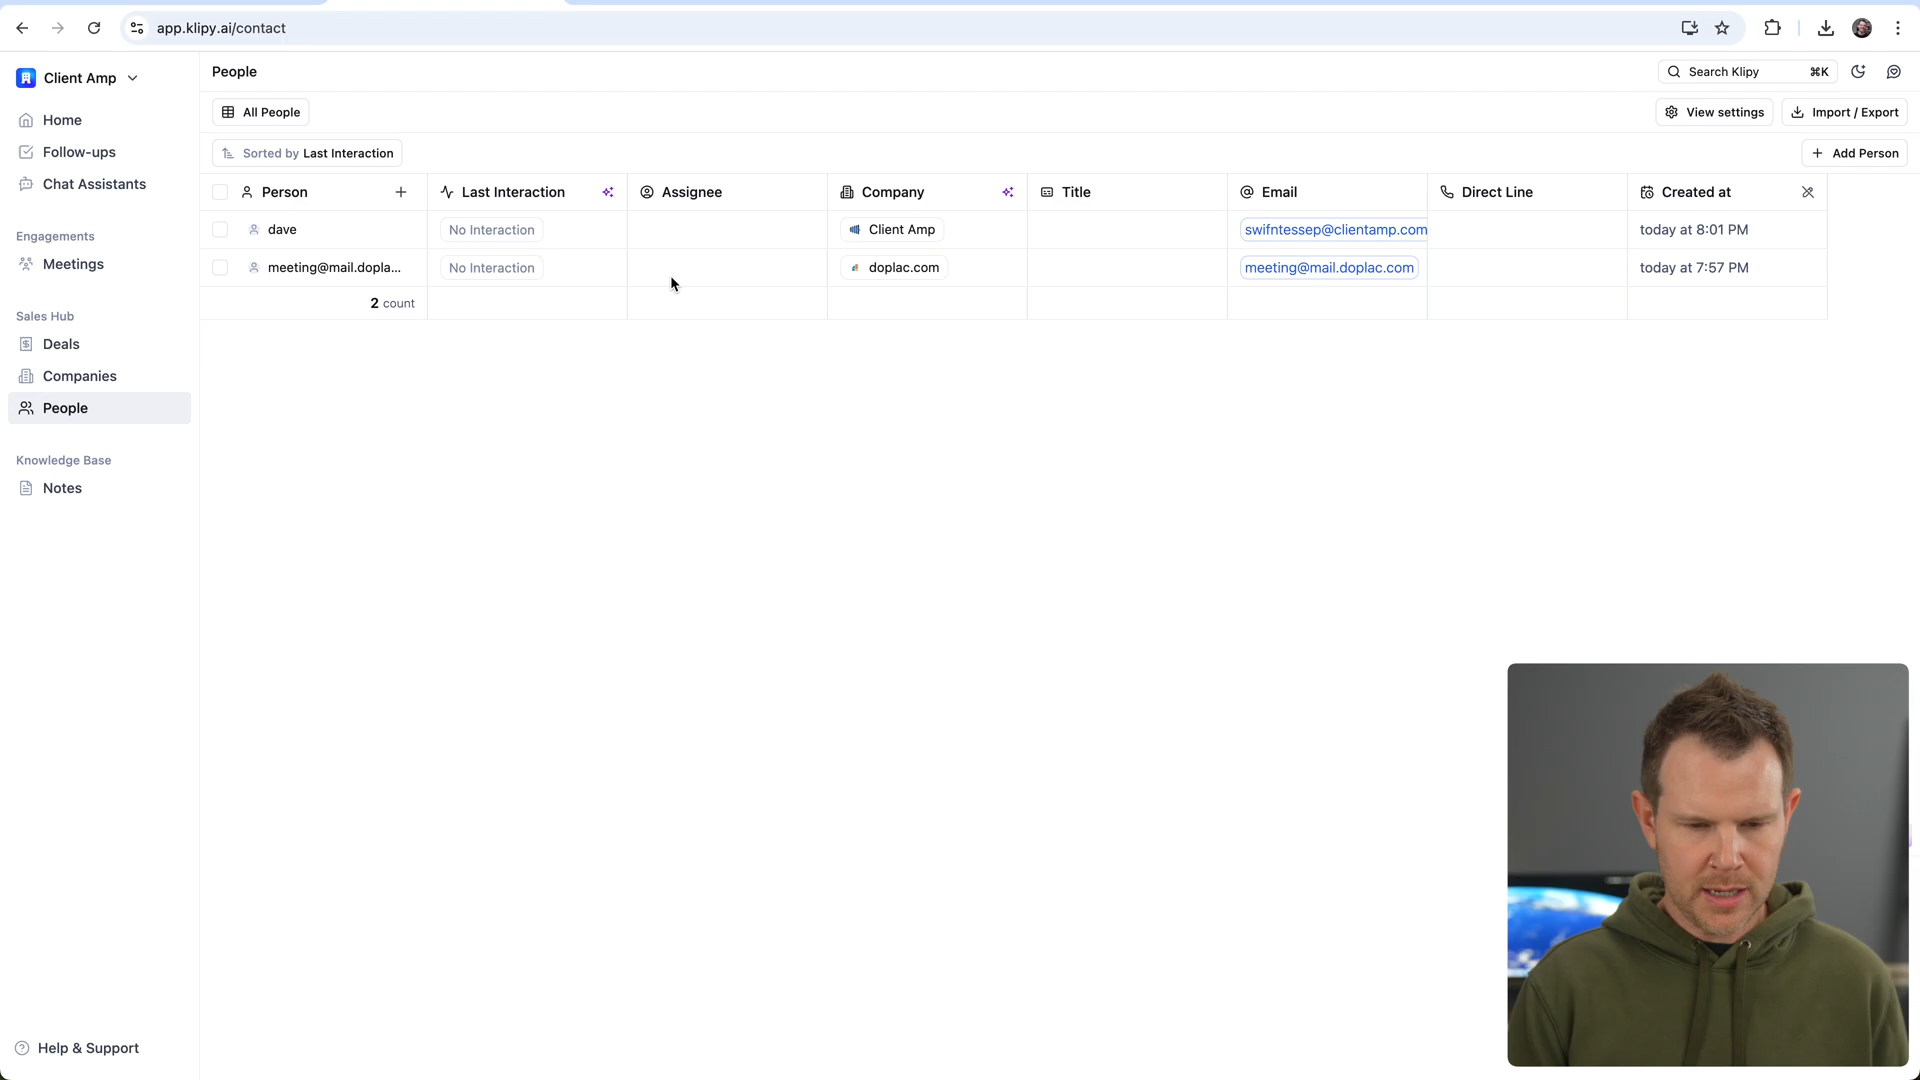 app.klipy.ai/contact
Client Amp
People
Search Klipy ⌘K
Home
Follow-ups
Chat Assistants
Engagements
Meetings
Sales Hub
Deals
Companies
People
Knowledge Base
Notes
Help & Support
All People
View settings
Import / Export
Sorted by Last Interaction
Add Person
Person Last Interaction Assignee Company Title Email Direct Line Created at
dave No Interaction Client Amp swifntessep@clientamp.com today at 8:01 PM
meeting@mail.dopla... No Interaction doplac.com meeting@mail.doplac.com today at 7:57 PM
2 count